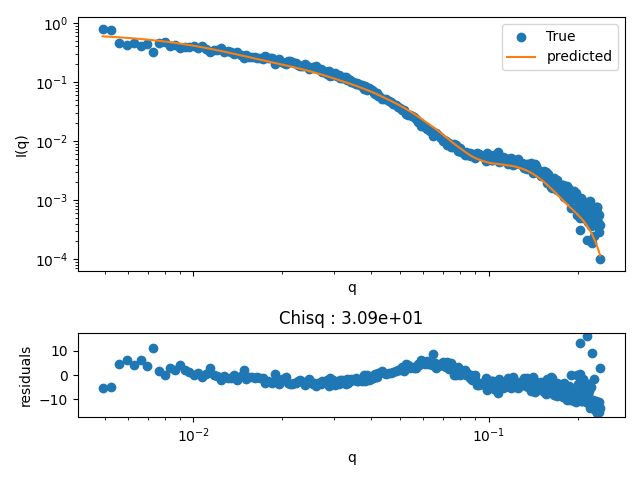 True
predicted
10⁰
10⁻¹
10⁻²
10⁻³
10⁻⁴
I(q)
q
Chisq : 3.09e+01
10
0
−10
residuals
10⁻²
10⁻¹
q